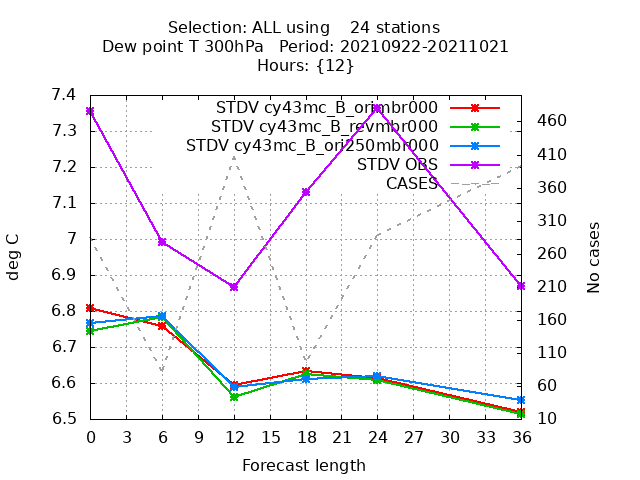 Selection: ALL using    24 stations
Dew point T 300hPa   Period: 20210922-20211021
Hours: {12}
STDV cy43mc_B_orimbr000
STDV cy43mc_B_revmbr000
STDV cy43mc_B_ori250mbr000
STDV OBS
CASES
deg C
7.4
7.3
7.2
7.1
7
6.9
6.8
6.7
6.6
6.5
460
410
360
310
260
210
160
110
60
10
No cases
0 3 6 9 12 15 18 21 24 27 30 33 36
Forecast length